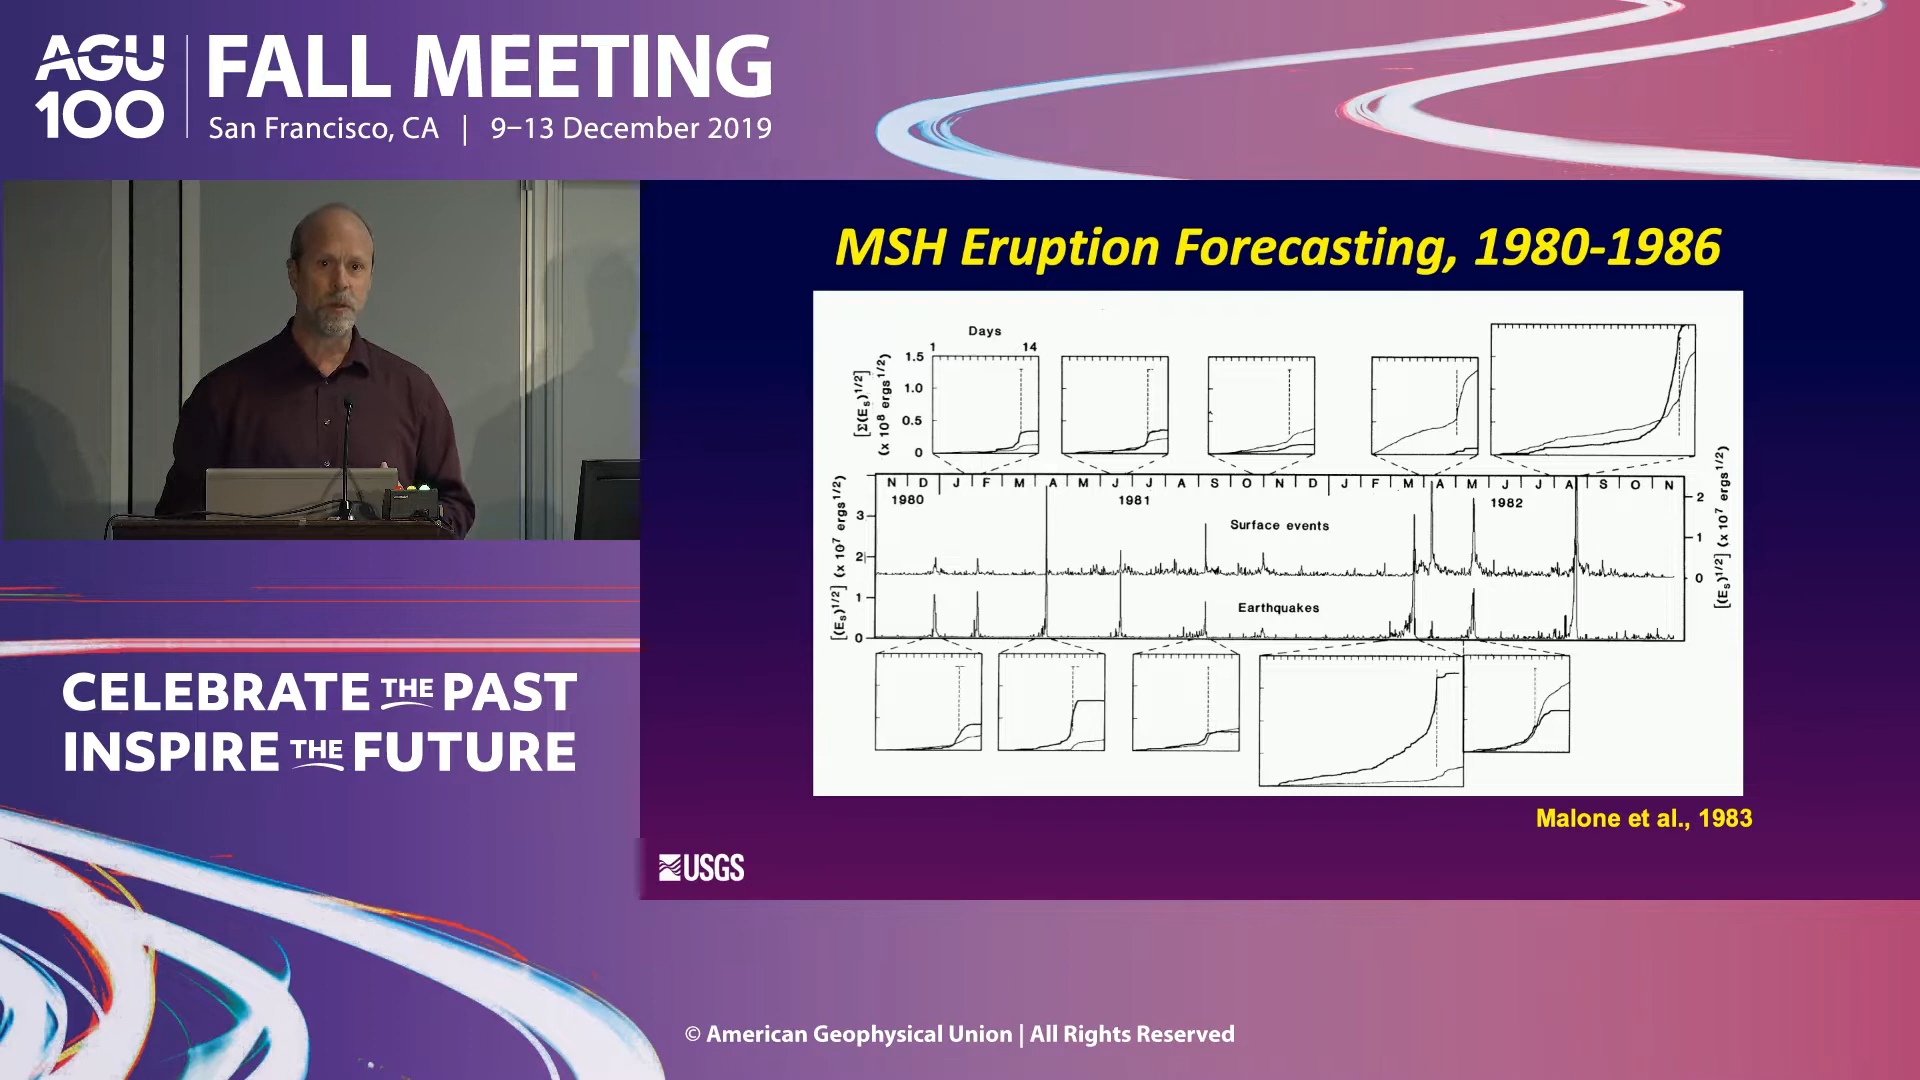 AGU
100
FALL MEETING
San Francisco, CA | 9–13 December 2019
MSH Eruption Forecasting, 1980-1986
Days
1 14
1.5
1.0
0.5
0
[Σ(Es)1/2]
(x 10⁸ ergs1/2)
N D J F M A M J J A S O N D J F M A M J J A S O N
1980 1981 1982
Surface events
Earthquakes
3
2
1
0
[(Es)1/2] (x 10⁷ ergs1/2)
2
1
0
[(Es)1/2] (x 10⁷ ergs1/2)
Malone et al., 1983
USGS
CELEBRATE THE PAST
INSPIRE THE FUTURE
© American Geophysical Union | All Rights Reserved